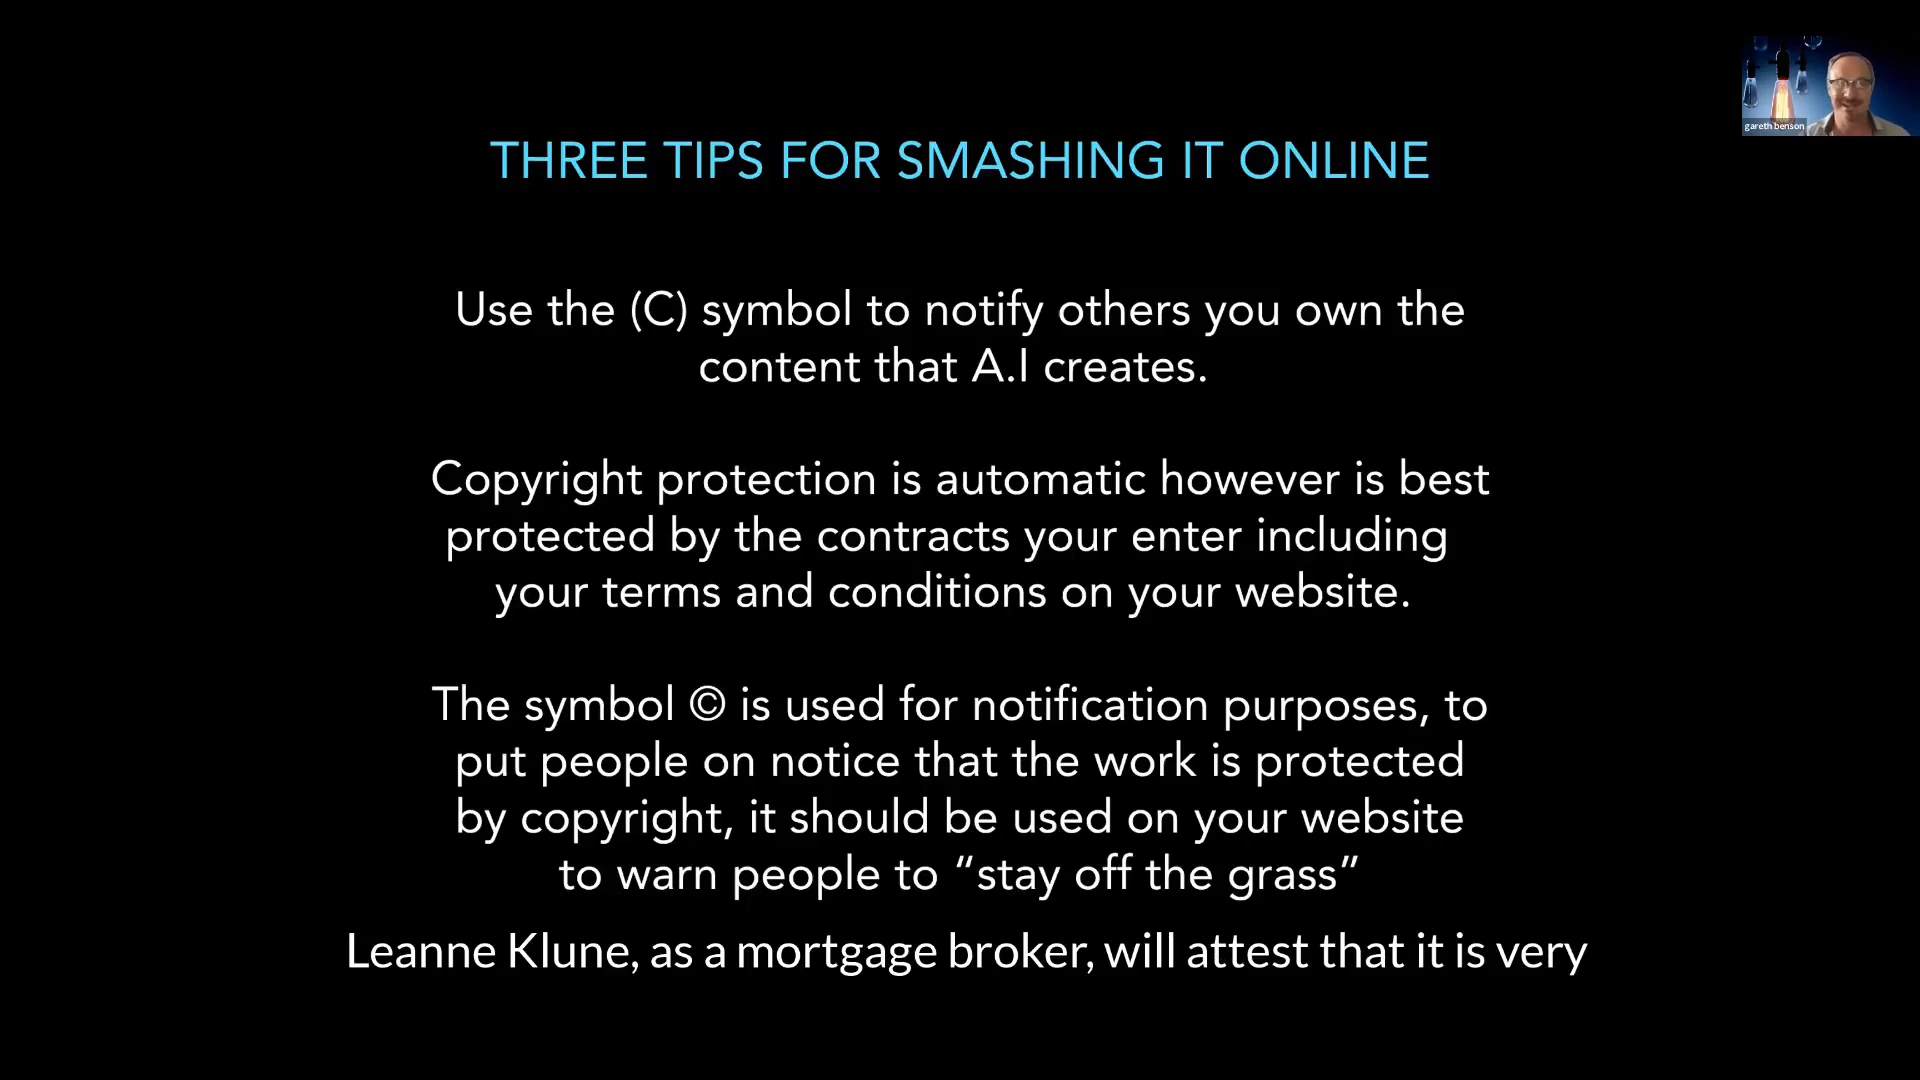 gareth benson
THREE TIPS FOR SMASHING IT ONLINE
Use the (C) symbol to notify others you own the
content that A.I creates.
Copyright protection is automatic however is best
protected by the contracts your enter including
your terms and conditions on your website.
The symbol © is used for notification purposes, to
put people on notice that the work is protected
by copyright, it should be used on your website
to warn people to “stay off the grass”
Leanne Klune, as a mortgage broker, will attest that it is very